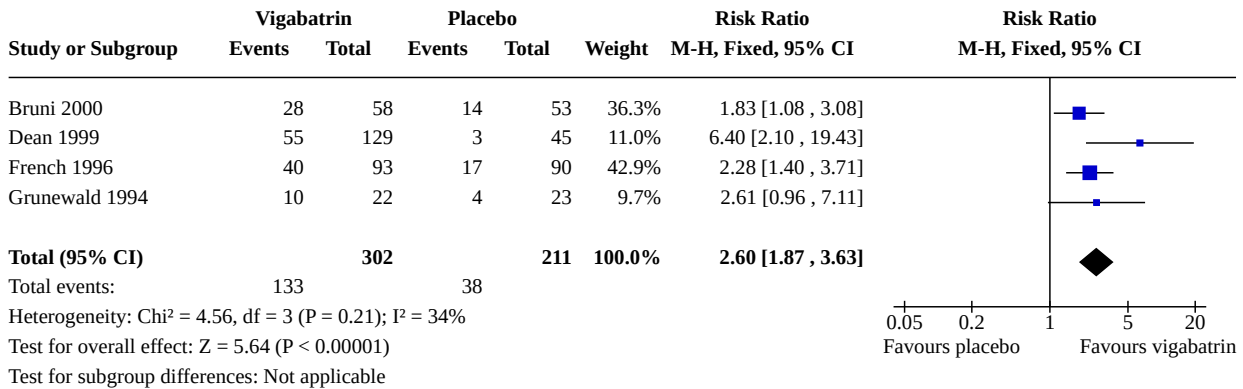 Vigabatrin Placebo Risk Ratio Risk Ratio
Study or Subgroup Events Total Events Total Weight M-H, Fixed, 95% CI M-H, Fixed, 95% CI
Bruni 2000 28 58 14 53 36.3% 1.83 [1.08 , 3.08]
Dean 1999 55 129 3 45 11.0% 6.40 [2.10 , 19.43]
French 1996 40 93 17 90 42.9% 2.28 [1.40 , 3.71]
Grunewald 1994 10 22 4 23 9.7% 2.61 [0.96 , 7.11]
Total (95% CI) 302 211 100.0% 2.60 [1.87 , 3.63]
Total events: 133 38
Heterogeneity: Chi² = 4.56, df = 3 (P = 0.21); I² = 34%
0.05 0.2 1 5 20
Test for overall effect: Z = 5.64 (P < 0.00001)
Favours placebo Favours vigabatrin
Test for subgroup differences: Not applicable